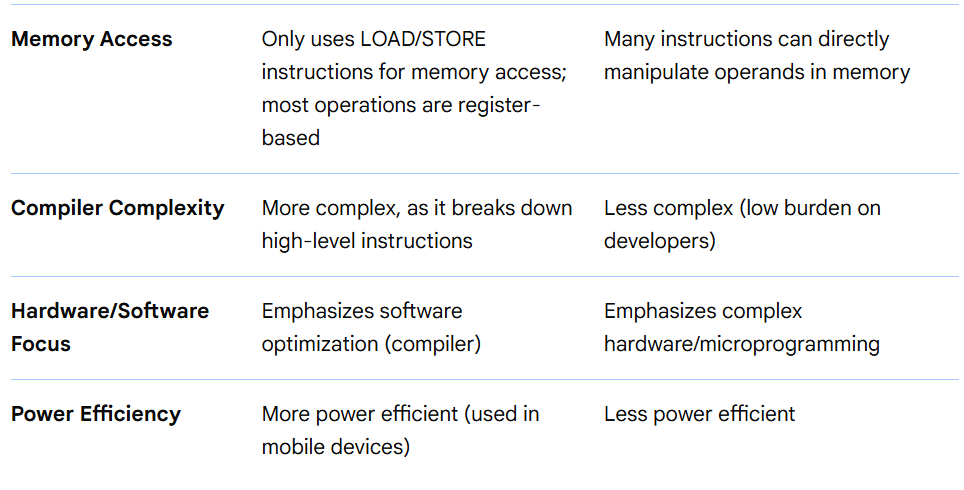 Memory Access
Only uses LOAD/STORE
instructions for memory access;
most operations are register-
based
Many instructions can directly
manipulate operands in memory
Compiler Complexity
More complex, as it breaks down
high-level instructions
Less complex (low burden on
developers)
Hardware/Software
Focus
Emphasizes software
optimization (compiler)
Emphasizes complex
hardware/microprogramming
Power Efficiency
More power efficient (used in
mobile devices)
Less power efficient